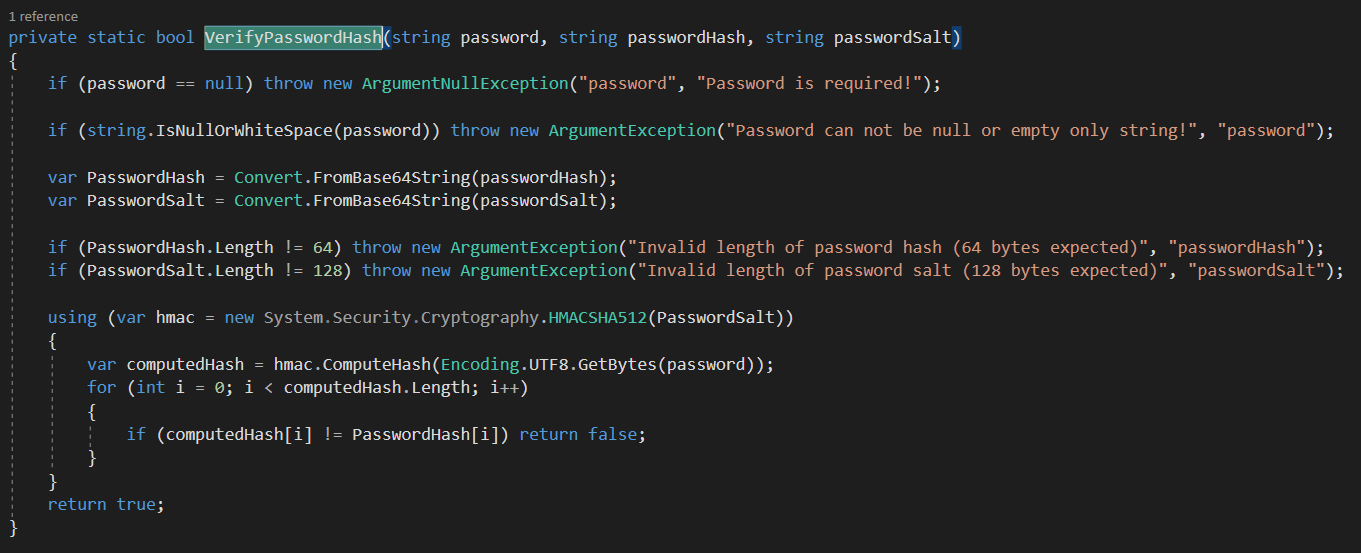 1 reference
private static bool VerifyPasswordHash(string password, string passwordHash, string passwordSalt)
{
if (password == null) throw new ArgumentNullException("password", "Password is required!");
if (string.IsNullOrWhiteSpace(password)) throw new ArgumentException("Password can not be null or empty only string!", "password");
var PasswordHash = Convert.FromBase64String(passwordHash);
var PasswordSalt = Convert.FromBase64String(passwordSalt);
if (PasswordHash.Length != 64) throw new ArgumentException("Invalid length of password hash (64 bytes expected)", "passwordHash");
if (PasswordSalt.Length != 128) throw new ArgumentException("Invalid length of password salt (128 bytes expected)", "passwordSalt");
using (var hmac = new System.Security.Cryptography.HMACSHA512(PasswordSalt))
{
var computedHash = hmac.ComputeHash(Encoding.UTF8.GetBytes(password));
for (int i = 0; i < computedHash.Length; i++)
{
if (computedHash[i] != PasswordHash[i]) return false;
}
}
return true;
}